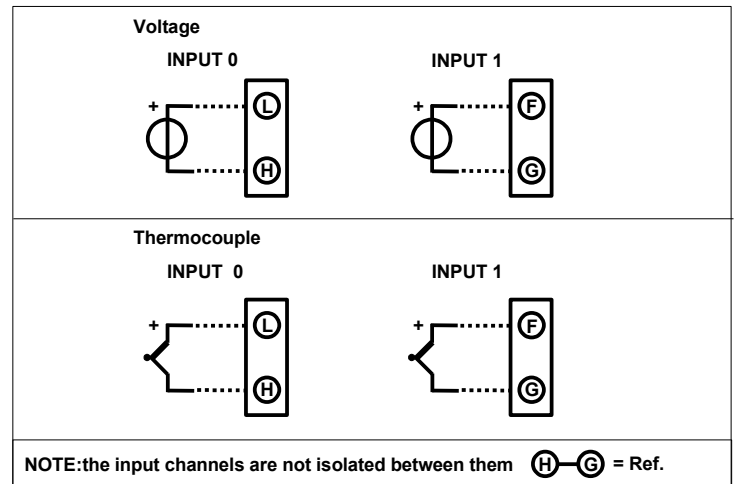 Voltage
INPUT 0 INPUT 1
+ L + F
H G
Thermocouple
INPUT 0 INPUT 1
+ L + F
H G
NOTE:the input channels are not isolated between them H G = Ref.